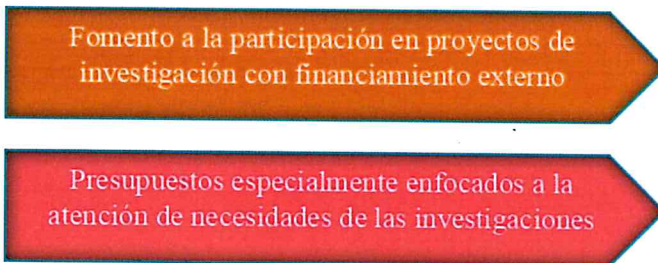 Fomento a la participación en proyectos de
investigación con financiamiento externo
Presupuestos especialmente enfocados a la
atención de necesidades de las investigaciones